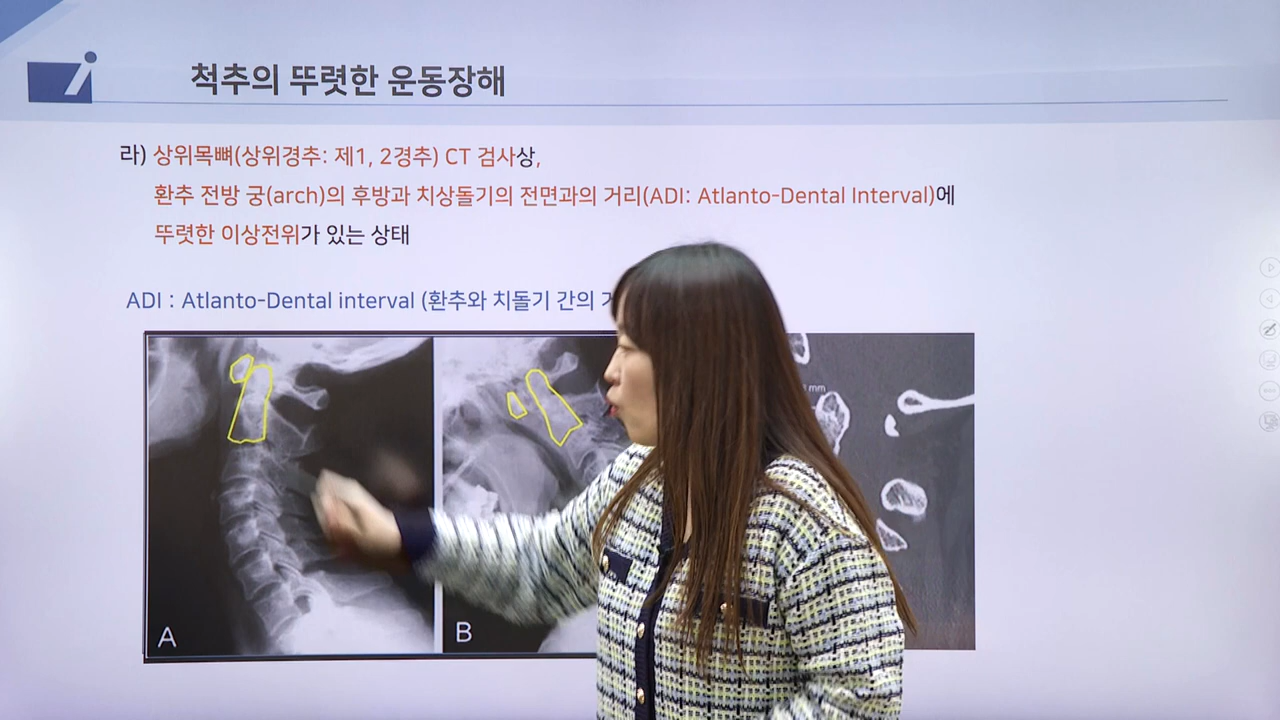 척추의 뚜렷한 운동장해
라) 상위목뼈(상위경추: 제1, 2경추) CT 검사상,
환추 전방 궁(arch)의 후방과 치상돌기의 전면과의 거리(ADI: Atlanto-Dental Interval)에
뚜렷한 이상전위가 있는 상태
ADI : Atlanto-Dental interval (환추와 치돌기 간의
mm
A
B